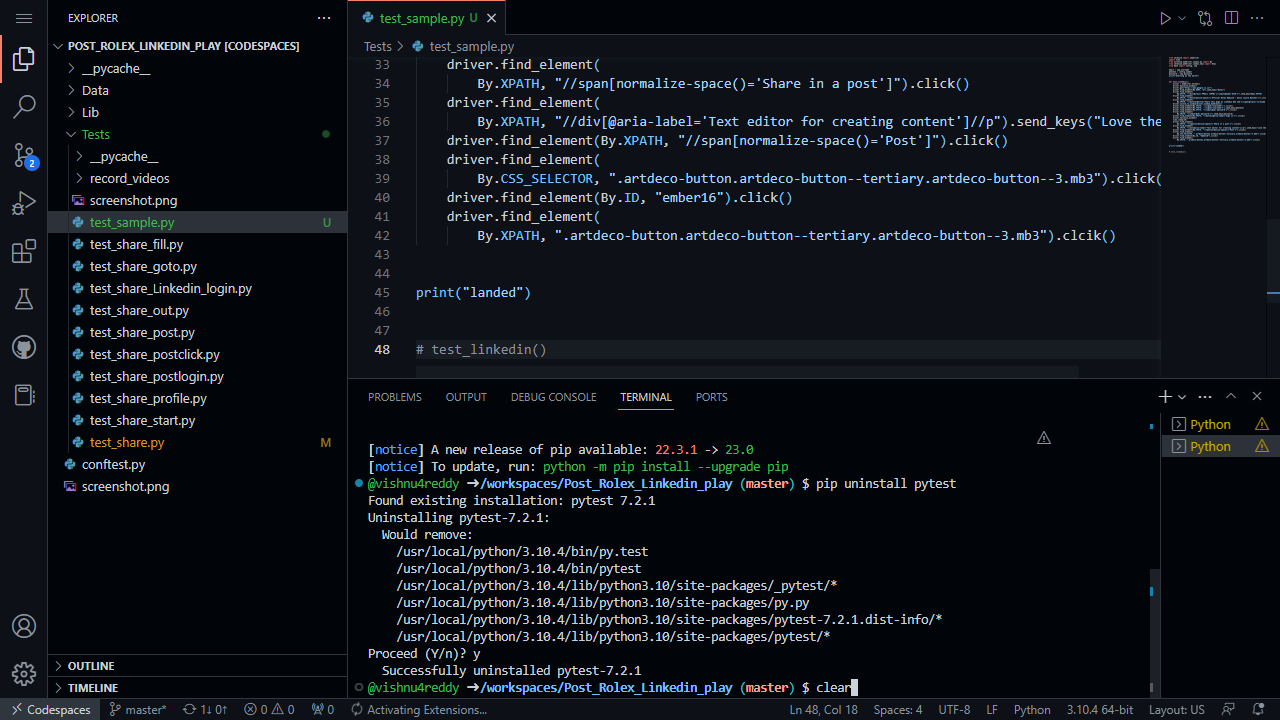 EXPLORER
POST_ROLEX_LINKEDIN_PLAY [CODESPACES]
__pycache__
Data
Lib
Tests
__pycache__
record_videos
screenshot.png
test_sample.py U
test_share_fill.py
test_share_goto.py
test_share_Linkedin_login.py
test_share_out.py
test_share_post.py
test_share_postclick.py
test_share_postlogin.py
test_share_profile.py
test_share_start.py
test_share.py M
conftest.py
screenshot.png
OUTLINE
TIMELINE
2
test_sample.py U
Tests > test_sample.py
33 driver.find_element(
34 By.XPATH, "//span[normalize-space()='Share in a post']").click()
35 driver.find_element(
36 By.XPATH, "//div[@aria-label='Text editor for creating content']//p").send_keys("Love the
37 driver.find_element(By.XPATH, "//span[normalize-space()='Post']").click()
38 driver.find_element(
39 By.CSS_SELECTOR, ".artdeco-button.artdeco-button--tertiary.artdeco-button--3.mb3").click(
40 driver.find_element(By.ID, "ember16").click()
41 driver.find_element(
42 By.XPATH, ".artdeco-button.artdeco-button--tertiary.artdeco-button--3.mb3").clcik()
43
44
45 print("landed")
46
47
48 # test_linkedin()
PROBLEMS OUTPUT DEBUG CONSOLE TERMINAL PORTS
[notice] A new release of pip available: 22.3.1 -> 23.0
[notice] To update, run: python -m pip install --upgrade pip
@vishnu4reddy ➜/workspaces/Post_Rolex_Linkedin_play (master) $ pip uninstall pytest
Found existing installation: pytest 7.2.1
Uninstalling pytest-7.2.1:
Would remove:
/usr/local/python/3.10.4/bin/py.test
/usr/local/python/3.10.4/bin/pytest
/usr/local/python/3.10.4/lib/python3.10/site-packages/_pytest/*
/usr/local/python/3.10.4/lib/python3.10/site-packages/py.py
/usr/local/python/3.10.4/lib/python3.10/site-packages/pytest-7.2.1.dist-info/*
/usr/local/python/3.10.4/lib/python3.10/site-packages/pytest/*
Proceed (Y/n)? y
Successfully uninstalled pytest-7.2.1
@vishnu4reddy ➜/workspaces/Post_Rolex_Linkedin_play (master) $ clear
Python
Python
Codespaces master* 1↓ 0↑ 0 0 0 Activating Extensions... Ln 48, Col 18 Spaces: 4 UTF-8 LF Python 3.10.4 64-bit Layout: US